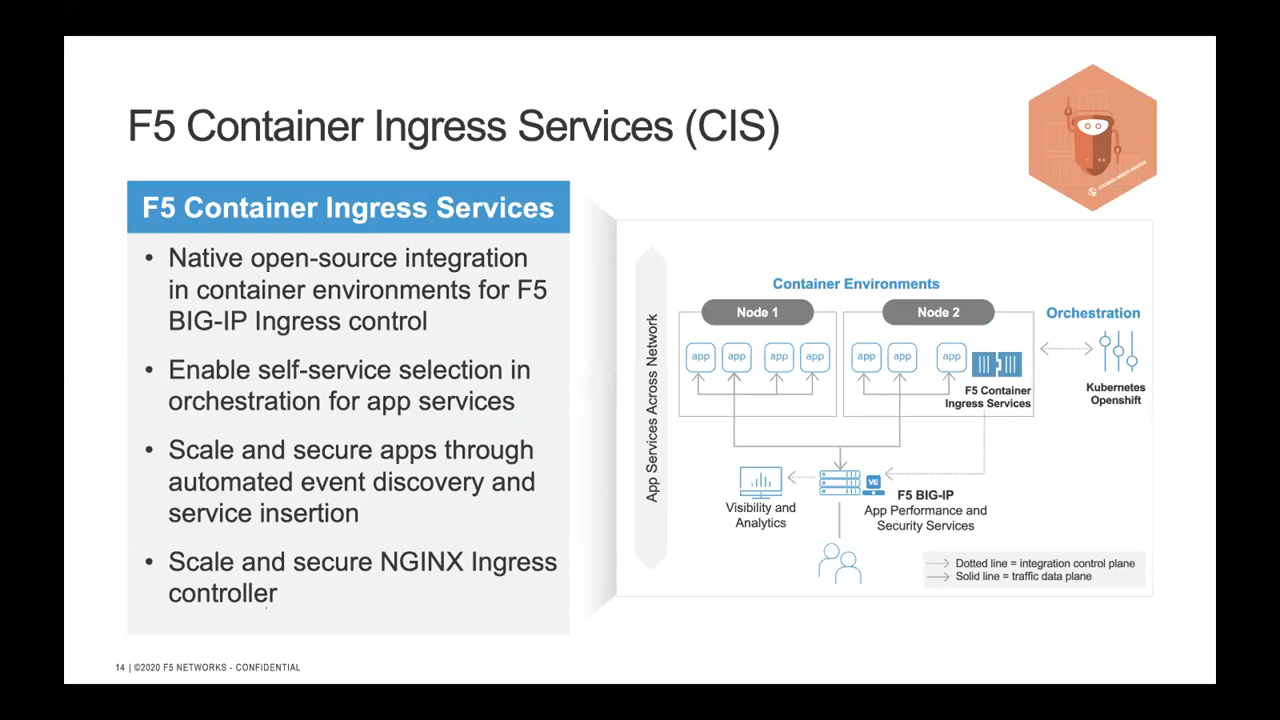 F5 Container Ingress Services (CIS)
F5 Container Ingress Services
• Native open-source integration
in container environments for F5
BIG-IP Ingress control
• Enable self-service selection in
orchestration for app services
• Scale and secure apps through
automated event discovery and
service insertion
• Scale and secure NGINX Ingress
controller
App Services Across Network
Container Environments
Node 1
Node 2
Orchestration
app
app
app
app
app
app
app
F5 Container
Ingress Services
Kubernetes
Openshift
VE
Visibility and
Analytics
F5 BIG-IP
App Performance and
Security Services
Dotted line = integration control plane
Solid line = traffic data plane
14 | ©2020 F5 NETWORKS - CONFIDENTIAL